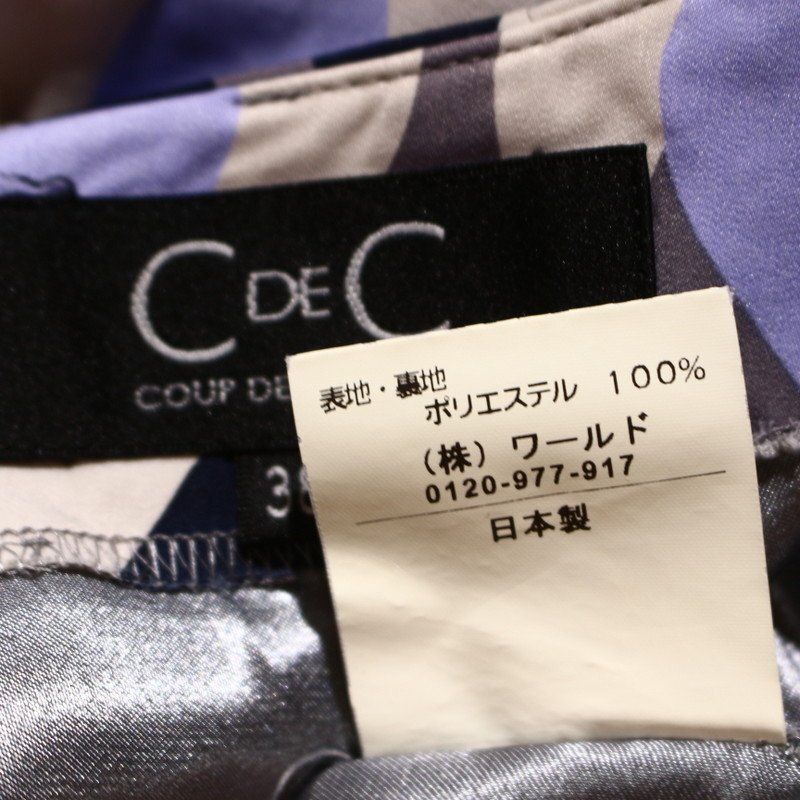 C DE C
COUP DE
38
表地・裏地
ポリエステル 100%
(株) ワールド
0120-977-917
日本製